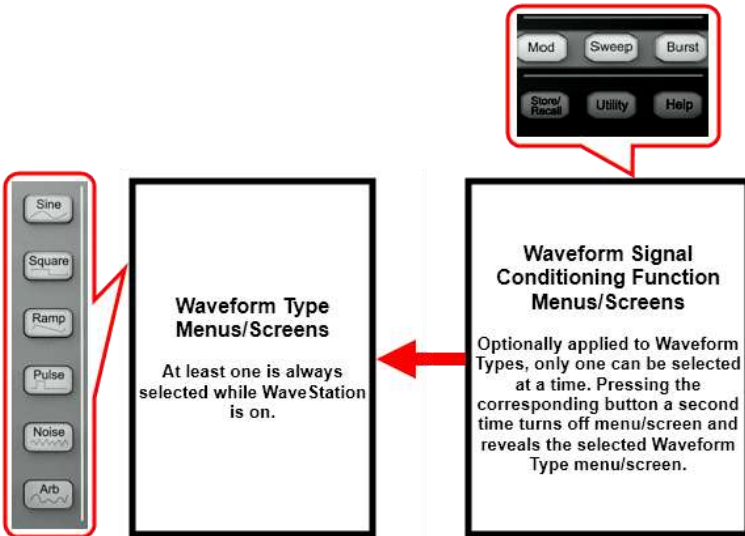 Mod Sweep Burst
Store/
Recall Utility Help
Sine
Square
Ramp
Pulse
Noise
Arb
Waveform Type
Menus/Screens
At least one is always
selected while WaveStation
is on.
Waveform Signal
Conditioning Function
Menus/Screens
Optionally applied to Waveform
Types, only one can be selected
at a time. Pressing the
corresponding button a second
time turns off menu/screen and
reveals the selected Waveform
Type menu/screen.